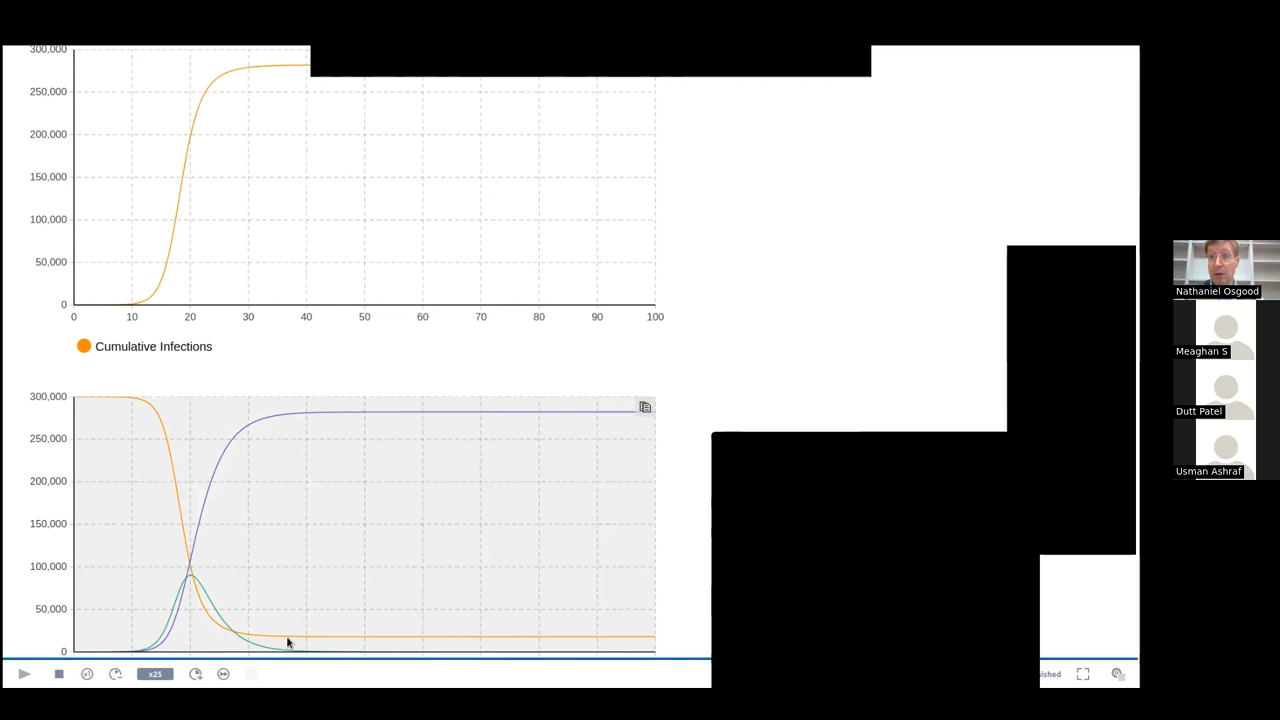 300,000
250,000
200,000
150,000
100,000
50,000
0
0 10 20 30 40 50 60 70 80 90 100
Cumulative Infections
300,000
250,000
200,000
150,000
100,000
50,000
0
x1
x25
ished
Nathaniel Osgood
Meaghan S
Dutt Patel
Usman Ashraf